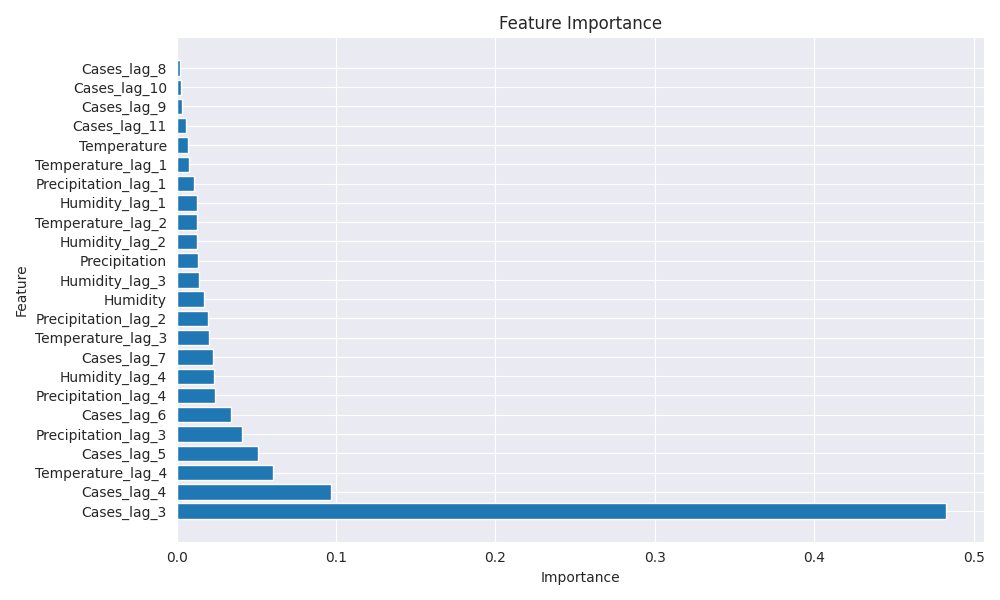 Feature Importance
Feature
Cases_lag_8
Cases_lag_10
Cases_lag_9
Cases_lag_11
Temperature
Temperature_lag_1
Precipitation_lag_1
Humidity_lag_1
Temperature_lag_2
Humidity_lag_2
Precipitation
Humidity_lag_3
Humidity
Precipitation_lag_2
Temperature_lag_3
Cases_lag_7
Humidity_lag_4
Precipitation_lag_4
Cases_lag_6
Precipitation_lag_3
Cases_lag_5
Temperature_lag_4
Cases_lag_4
Cases_lag_3
0.0 0.1 0.2 0.3 0.4 0.5
Importance